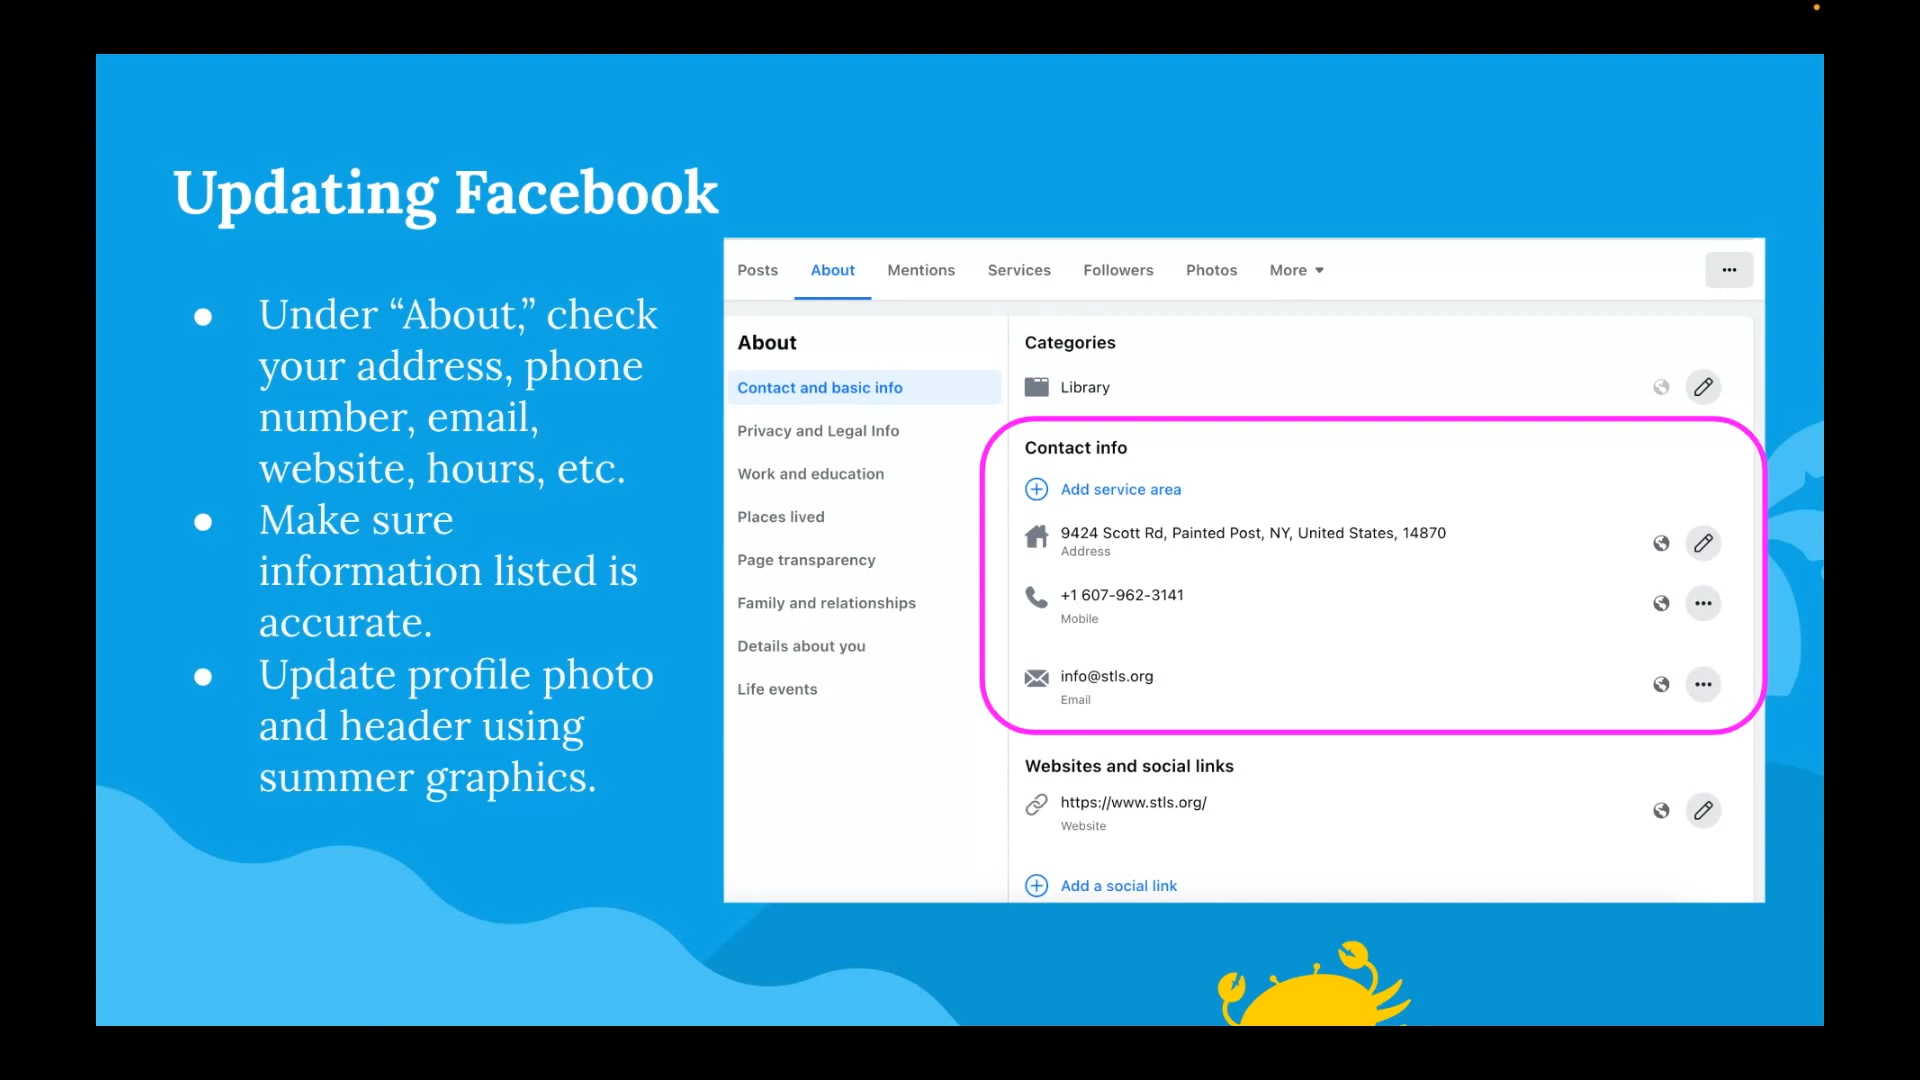 Updating Facebook
● Under “About,” check
your address, phone
number, email,
website, hours, etc.
● Make sure
information listed is
accurate.
● Update profile photo
and header using
summer graphics.
Posts About Mentions Services Followers Photos More
About
Contact and basic info
Privacy and Legal Info
Work and education
Places lived
Page transparency
Family and relationships
Details about you
Life events
Categories
Library
Contact info
Add service area
9424 Scott Rd, Painted Post, NY, United States, 14870
Address
+1 607-962-3141
Mobile
info@stls.org
Email
Websites and social links
https://www.stls.org/
Website
Add a social link